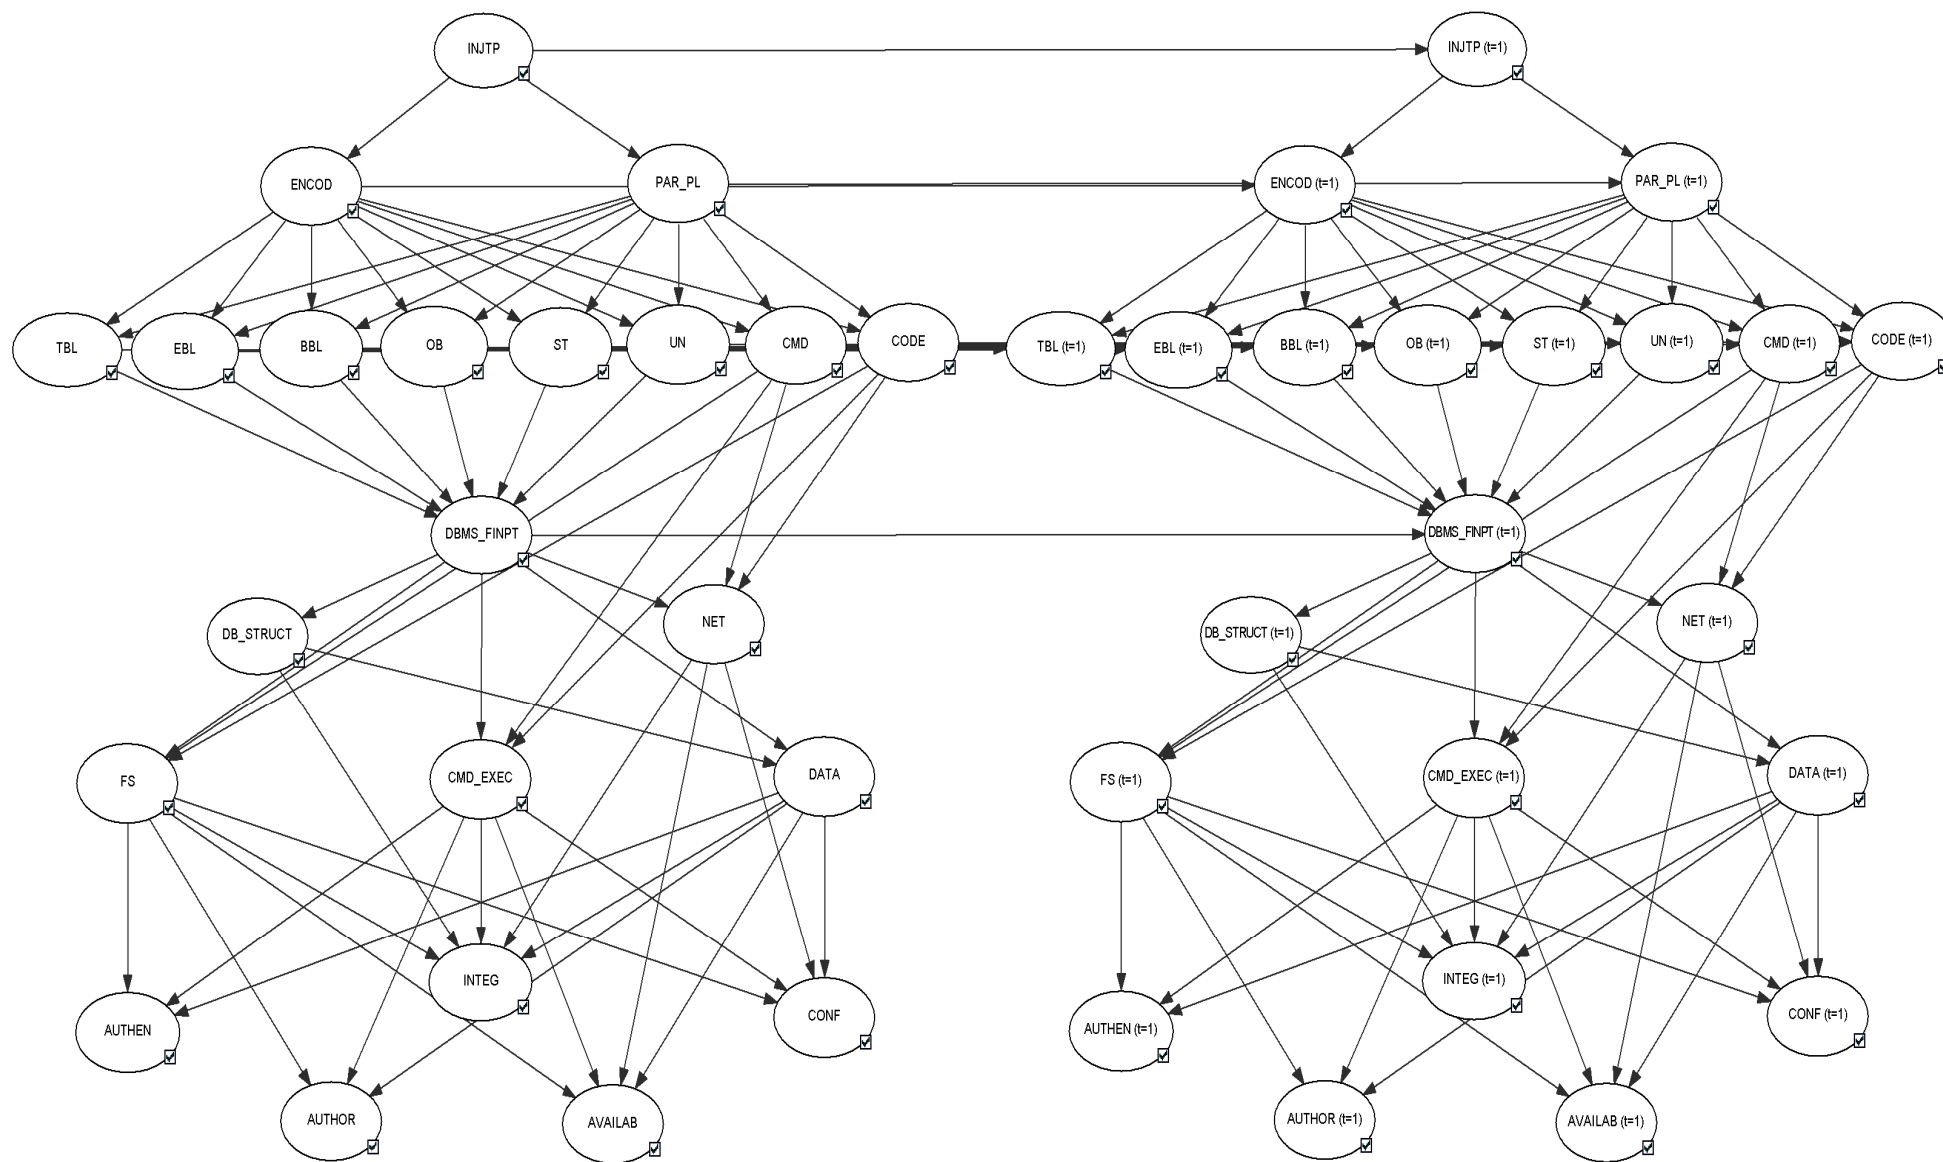 INJTP
INJTP (t=1)
ENCOD
PAR_PL
ENCOD (t=1)
PAR_PL (t=1)
TBL
EBL
BBL
OB
ST
UN
CMD
CODE
TBL (t=1)
EBL (t=1)
BBL (t=1)
OB (t=1)
ST (t=1)
UN (t=1)
CMD (t=1)
CODE (t=1)
DBMS_FINPT
DBMS_FINPT (t=1)
DB_STRUCT
NET
DB_STRUCT (t=1)
NET (t=1)
FS
CMD_EXEC
DATA
FS (t=1)
CMD_EXEC (t=1)
DATA (t=1)
AUTHEN
INTEG
CONF
AUTHEN (t=1)
INTEG (t=1)
CONF (t=1)
AUTHOR
AVAILAB
AUTHOR (t=1)
AVAILAB (t=1)